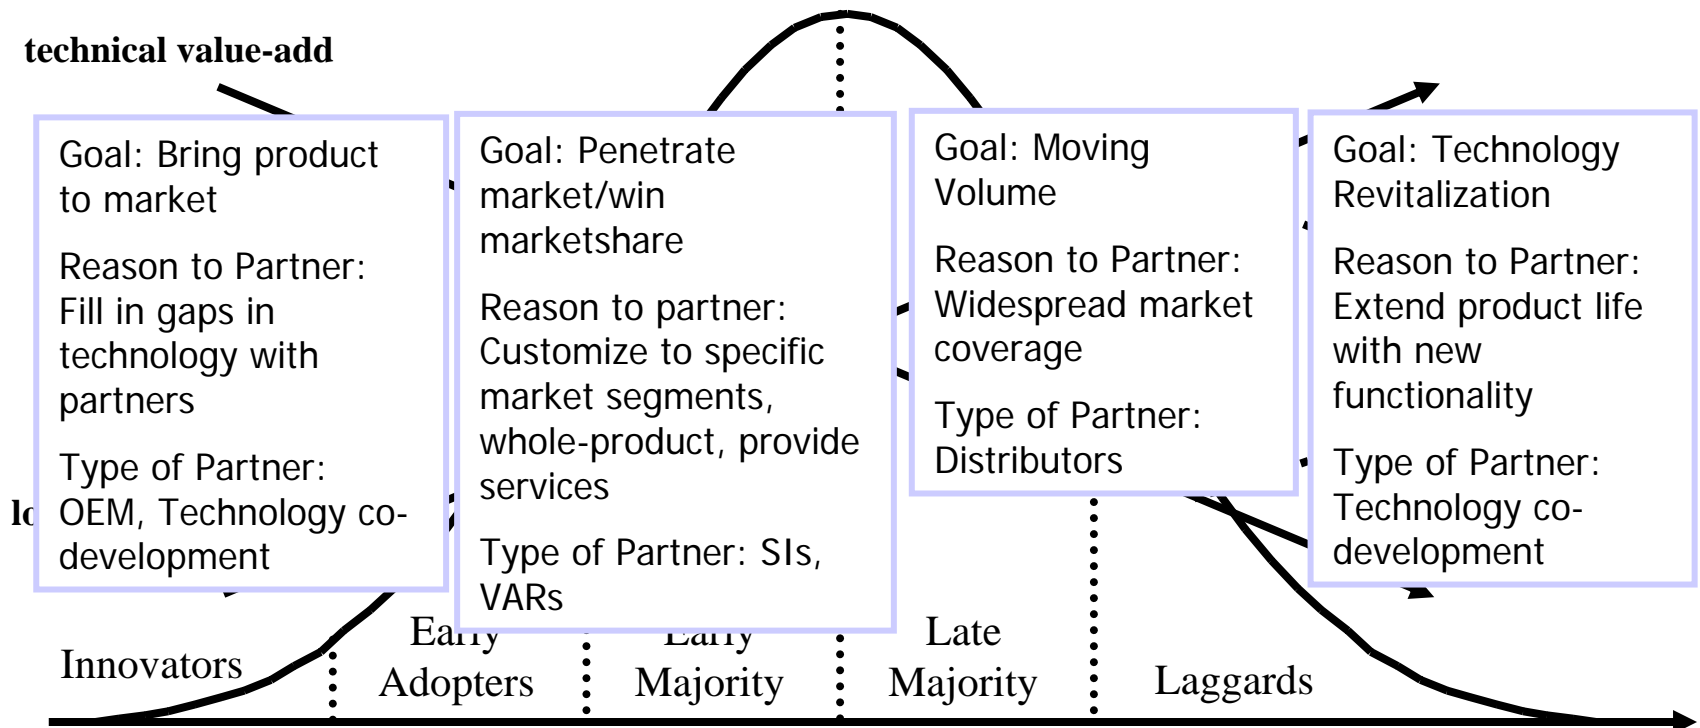 technical value-add
Goal: Bring product
to market
Reason to Partner:
Fill in gaps in
technology with
partners
Type of Partner:
OEM, Technology co-
development
Goal: Penetrate
market/win
marketshare
Reason to partner:
Customize to specific
market segments,
whole-product, provide
services
Type of Partner: SIs,
VARs
Goal: Moving
Volume
Reason to Partner:
Widespread market
coverage
Type of Partner:
Distributors
Goal: Technology
Revitalization
Reason to Partner:
Extend product life
with new
functionality
Type of Partner:
Technology co-
development
Innovators
Early
Adopters
Early
Majority
Late
Majority
Laggards